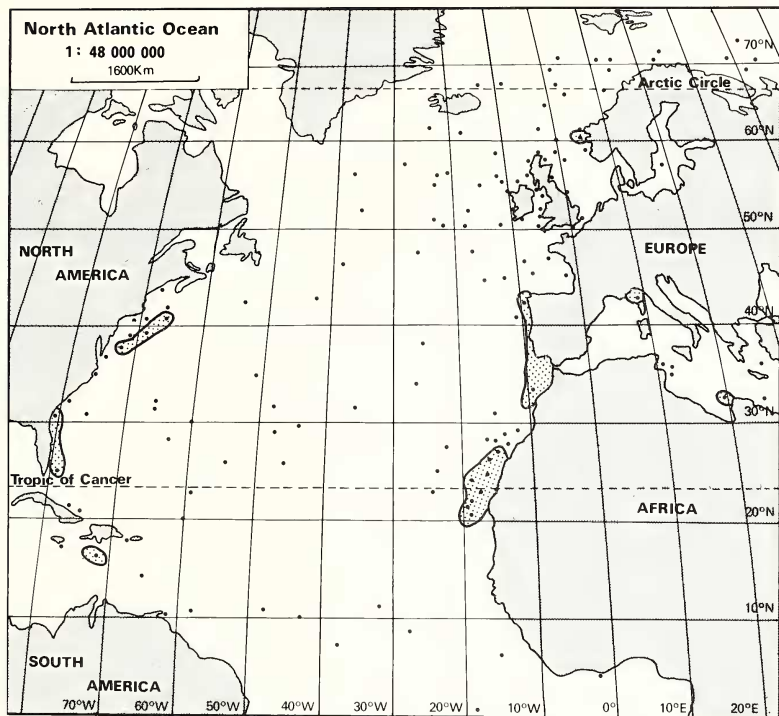 North Atlantic Ocean
1: 48 000 000
1600Km
70°N
Arctic Circle
60°N
50°N
NORTH
AMERICA
EUROPE
40°N
30°N
Tropic of Cancer
AFRICA
20°N
10°N
SOUTH
AMERICA
70°W
60°W
50°W
40°W
30°W
20°W
10°W
0°
10°E
20°E